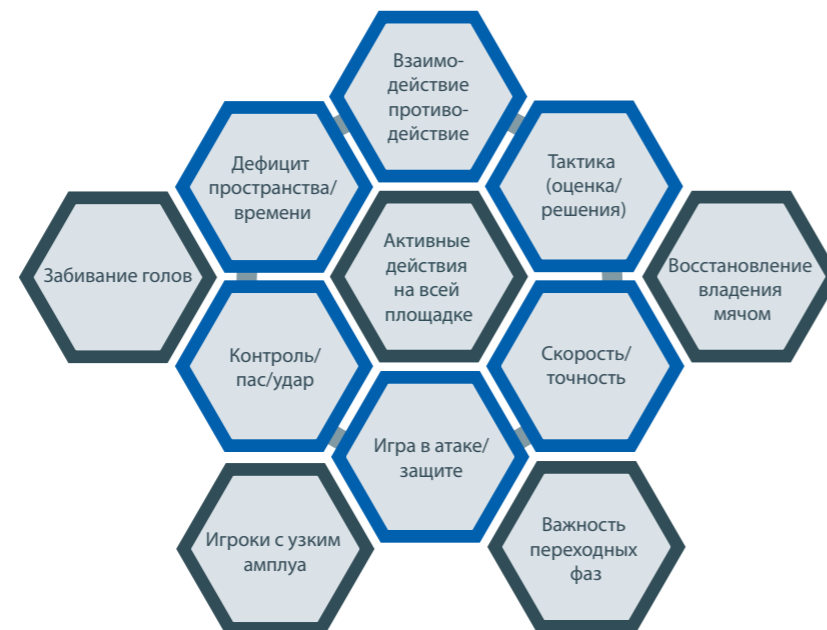 Взаимо-
действие
противо-
действие
Дефицит
пространства/
времени
Тактика
(оценка/
решения)
Забивание голов
Активные
действия
на всей
площадке
Восстановление
владения
мячом
Контроль/
пас/удар
Скорость/
точность
Игра в атаке/
защите
Игроки с узким
амплуа
Важность
переходных
фаз